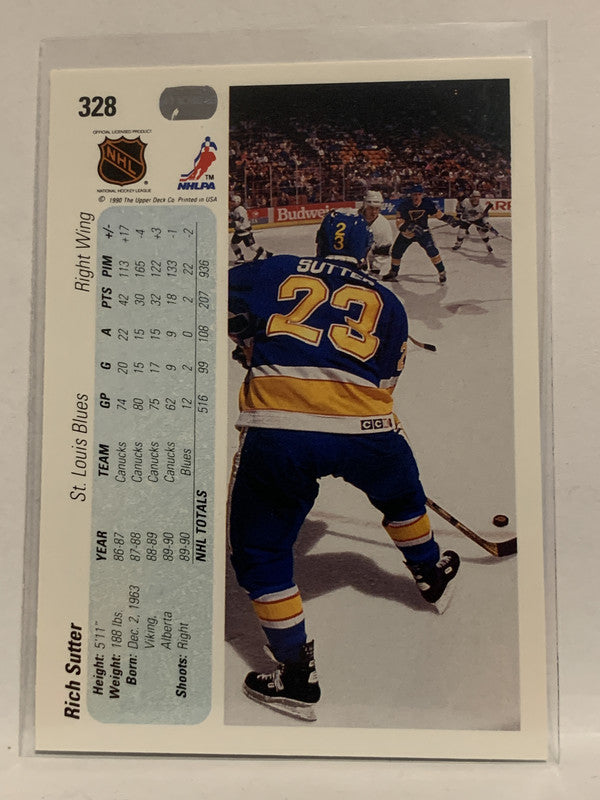 328
OFFICIAL LICENSED PRODUCT
NHL
NATIONAL HOCKEY LEAGUE
NHLPA
TM
© 1990 The Upper Deck Co. Printed in USA
Rich Sutter St. Louis Blues Right Wing
Height: 5'11"
Weight: 188 lbs.
Born: Dec. 2, 1963
Viking,
Alberta
Shoots: Right
YEAR TEAM GP G A PTS PIM +/-
86-87 Canucks 74 20 22 42 113 +17
87-88 Canucks 80 15 15 30 165 -4
88-89 Canucks 75 17 15 32 122 +3
89-90 Canucks 62 9 9 18 133 -1
89-90 Blues 12 2 0 2 22 -2
NHL TOTALS 516 99 108 207 936
Budweiser
23
SUTTER
23
CCM